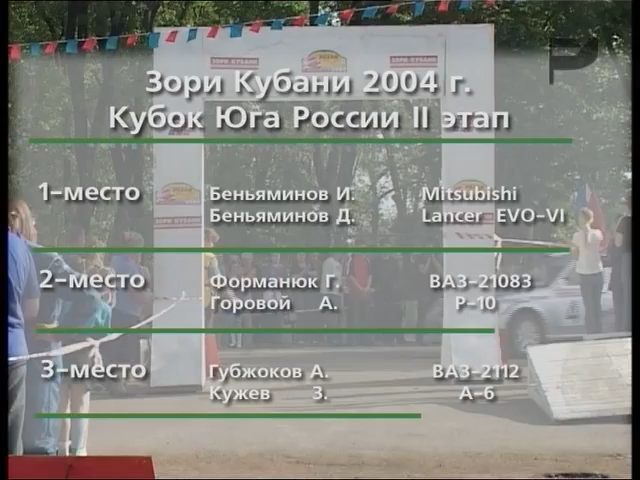 Зори Кубани 2004 г.
Кубок Юга России II этап
1-место Беньяминов И. Mitsubishi
Беньяминов Д. Lancer EVO-VI
2-место Форманюк Г. ВАЗ-21083
Горовой А. Р-10
3-место Губжоков А. ВАЗ-2112
Кужев З. А-6